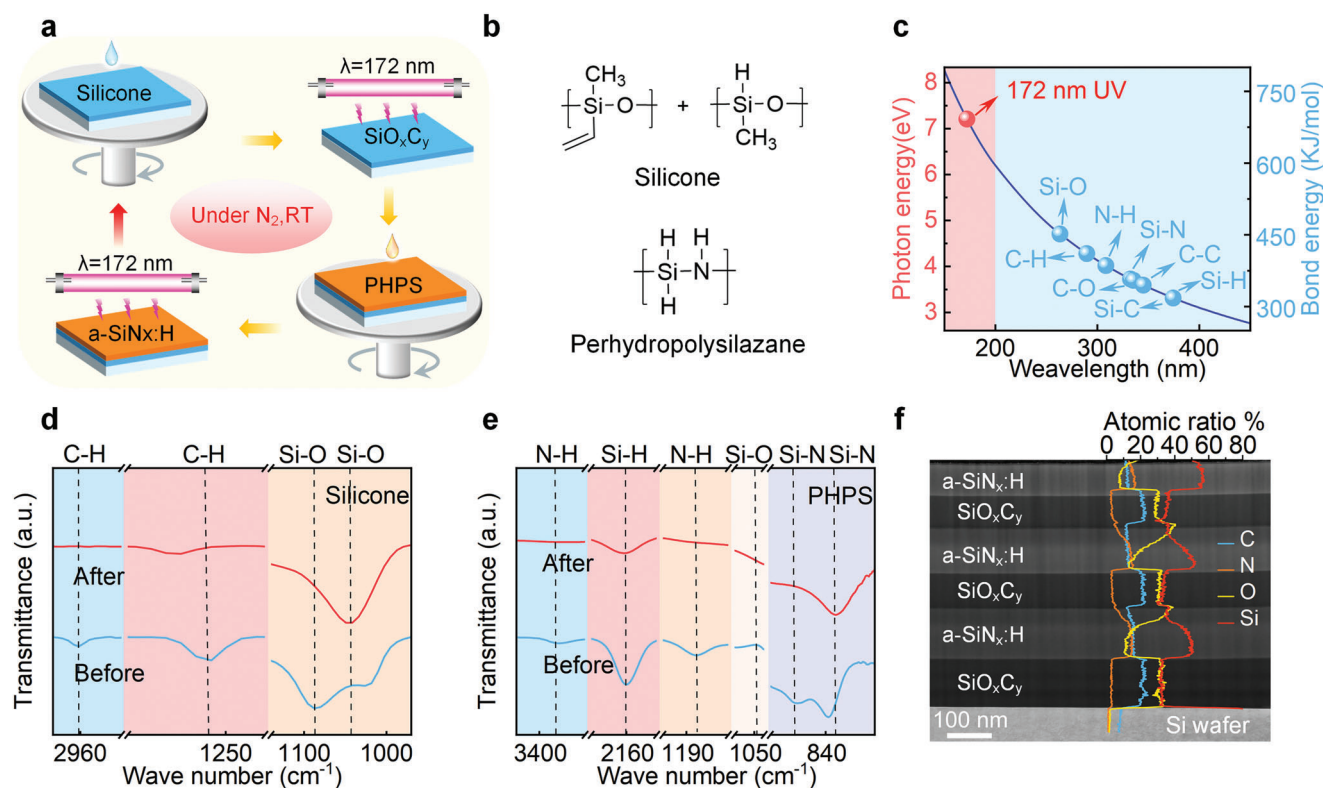 a
Silicone
λ=172 nm
SiOₓCᵧ
Under N₂,RT
λ=172 nm
a-SiNx:H
PHPS
b
CH₃
Si
O
+
H
Si
O
CH₃
Silicone
H
H
Si
N
H
Perhydropolysilazane
c
Photon energy(eV)
8
7
6
5
4
3
172 nm UV
Si-O
N-H
Si-N
C-H
C-C
C-O
Si-H
Si-C
750
600
450
300
Bond energy (KJ/mol)
200
300
400
Weavelength (nm)
d
C-H
C-H
Si-O
Si-O
Silicone
After
Before
Transmittance (a.u.)
2960
1250
1100
1000
Wave number (cm⁻¹)
e
N-H
Si-H
N-H
Si-O
Si-N
Si-N
PHPS
After
Before
Transmittance (a.u.)
3400
2160
1190
1050
840
Wave number (cm⁻¹)
f
Atomic ratio %
0 20 40 60 80
a-SiNₓ:H
SiOₓCᵧ
a-SiNₓ:H
SiOₓCᵧ
a-SiNₓ:H
SiOₓCᵧ
C
N
O
Si
100 nm
Si wafer